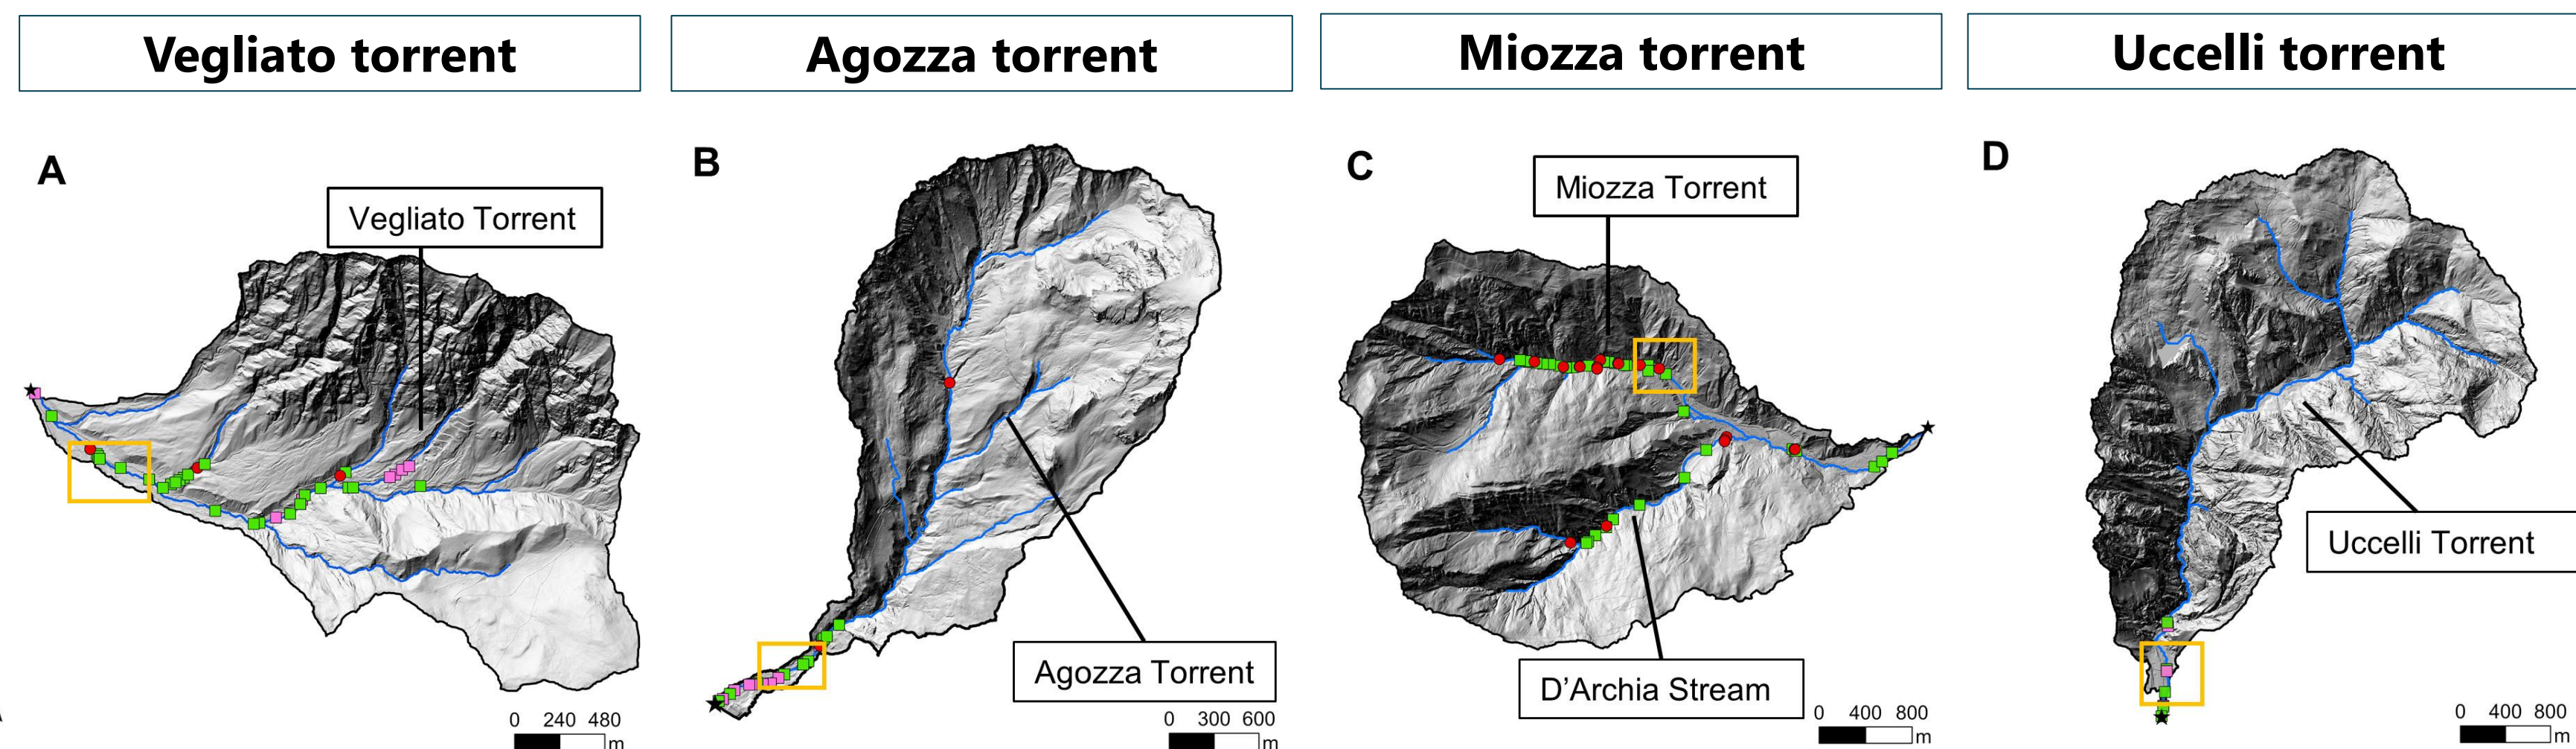 Vegliato torrent
Agozza torrent
Miozza torrent
Uccelli torrent
A
Vegliato Torrent
0 240 480
m
B
Agozza Torrent
0 300 600
m
C
Miozza Torrent
D'Archia Stream
0 400 800
m
D
Uccelli Torrent
0 400 800
m